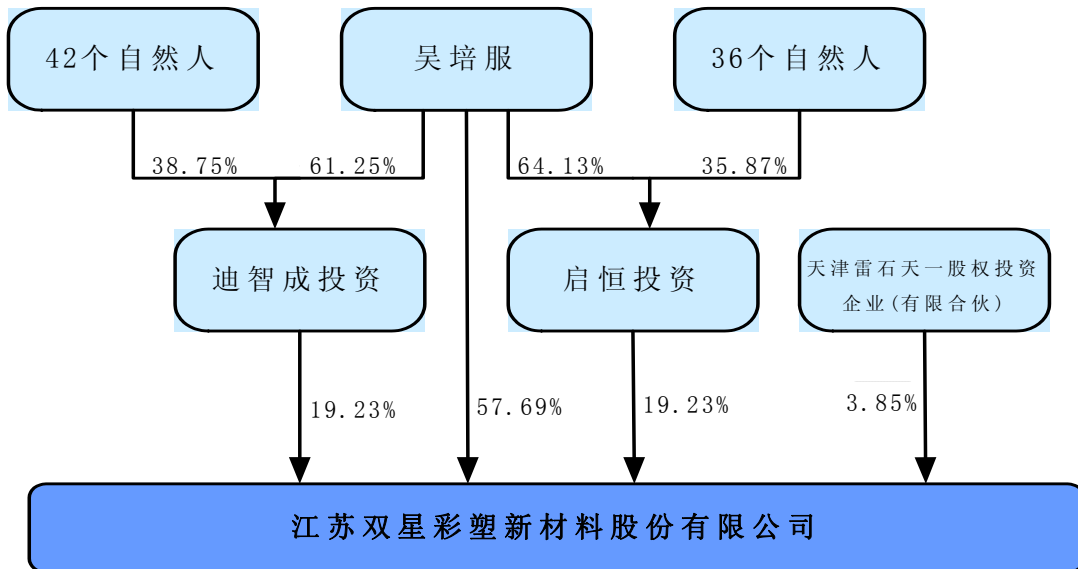 42个自然人
吴培服
36个自然人
38.75%
61.25%
64.13%
35.87%
迪智成投资
启恒投资
天津雷石天一股权投资
企业(有限合伙)
19.23%
57.69%
19.23%
3.85%
江苏双星彩塑新材料股份有限公司